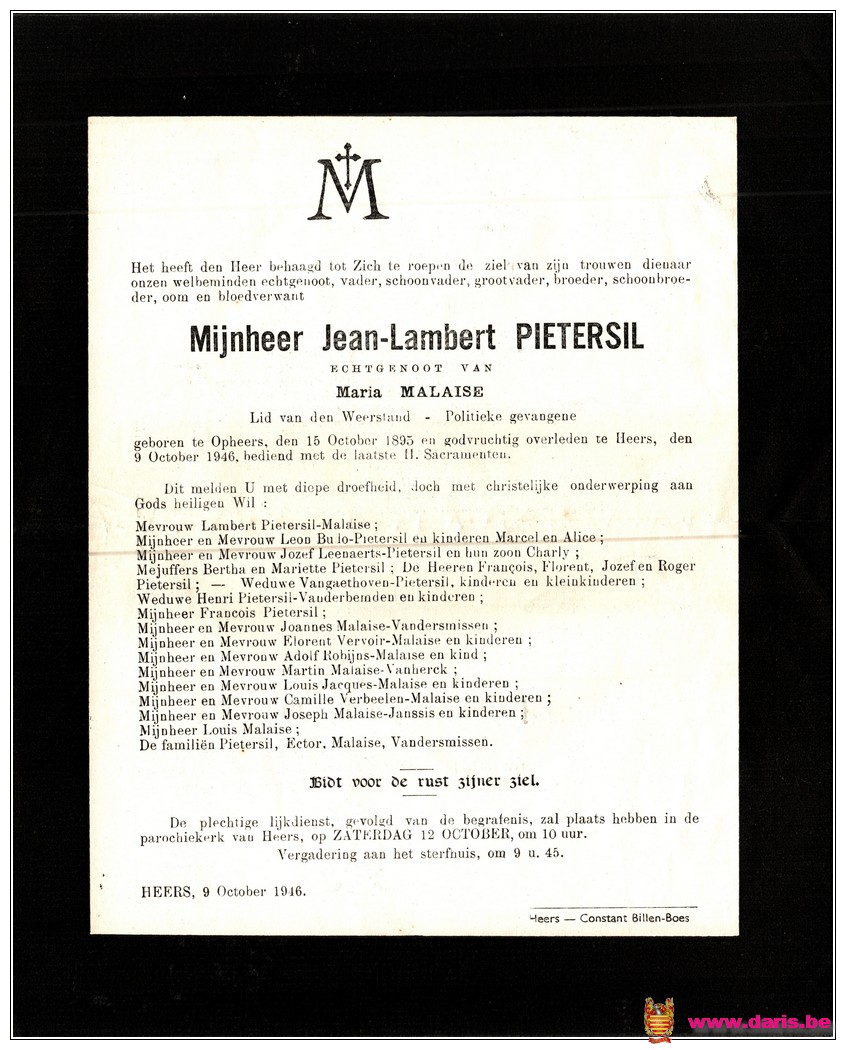 M
Het heeft den Heer behaagd tot Zich te roepen de ziel van zijn trouwen dienaar
onzen welbeminden echtgenoot, vader, schoonvader, grootvader, broeder, schoonbroe-
der, oom en bloedverwant
Mijnheer Jean-Lambert PIETERSIL
ECHTGENOOT VAN
Maria MALAISE
Lid van den Weerstand - Politieke gevangene
geboren te Opheers, den 15 October 1895 en godvruchtig overleden te Heers, den
9 October 1946, bediend met de laatste H. Sacramenten.
Dit melden U met diepe droefheid, doch met christelijke onderwerping aan
Gods heiligen Wil :
Mevrouw Lambert Pietersil-Malaise ;
Mijnheer en Mevrouw Leon -Pietersil en kinderen Marcel en Alice ;
Mijnheer en Mevrouw Jozef Leenaerts-Pietersil en hun zoon Charly ;
Mejuffers Bertha en Mariette Pietersil ; De Heeren François, Florent, Jozef en Roger
Pietersil ; — Weduwe Vangaethoven-Pietersil, kinderen en kleinkinderen ;
Weduwe Henri Pietersil-Vanderbemden en kinderen ;
Mijnheer Francois Pietersil ;
Mijnheer en Mevrouw Joannes Malaise-Vandersmissen ;
Mijnheer en Mevrouw Florent Vervoir-Malaise en kinderen ;
Mijnheer en Mevrouw Adolf Robijns-Malaise en kind ;
Mijnheer en Mevrouw Martin Malaise-Vanherck ;
Mijnheer en Mevrouw Louis Jacques-Malaise en kinderen ;
Mijnheer en Mevrouw Camille Verbeelen-Malaise en kinderen ;
Mijnheer en Mevrouw Joseph Malaise-Janssis en kinderen ;
Mijnheer Louis Malaise ;
De familiën Pietersil, Ector, Malaise, Vandersmissen.
Bidt voor de rust zijner ziel.
De plechtige lijkdienst, gevolgd van de begrafenis, zal plaats hebben in de
parochiekerk van Heers, op ZATERDAG 12 OCTOBER, om 10 uur.
Vergadering aan het sterfhuis, om 9 u. 45.
HEERS, 9 October 1946.
Heers — Constant Billen-Boes
www.daris.be